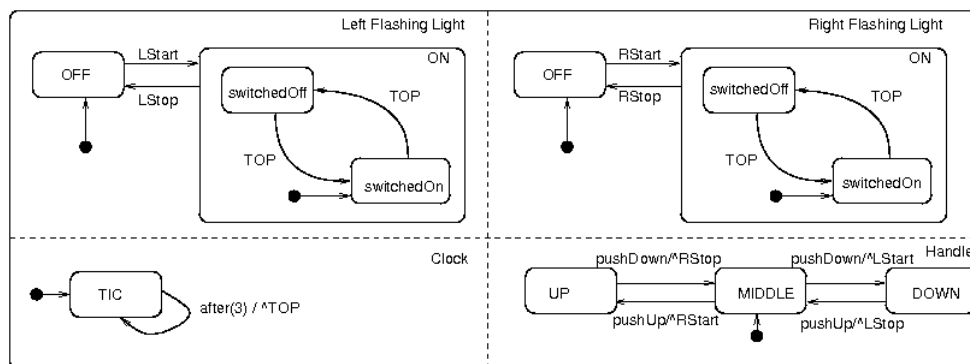 Left Flashing Light
ON
OFF
LStart
LStop
switchedOff
TOP
TOP
switchedOn
Right Flashing Light
ON
OFF
RStart
RStop
switchedOff
TOP
TOP
switchedOn
Clock
TIC
after(3) / ^TOP
Handle
pushDown/^RStop
pushDown/^LStart
UP
MIDDLE
DOWN
pushUp/^RStart
pushUp/^LStop